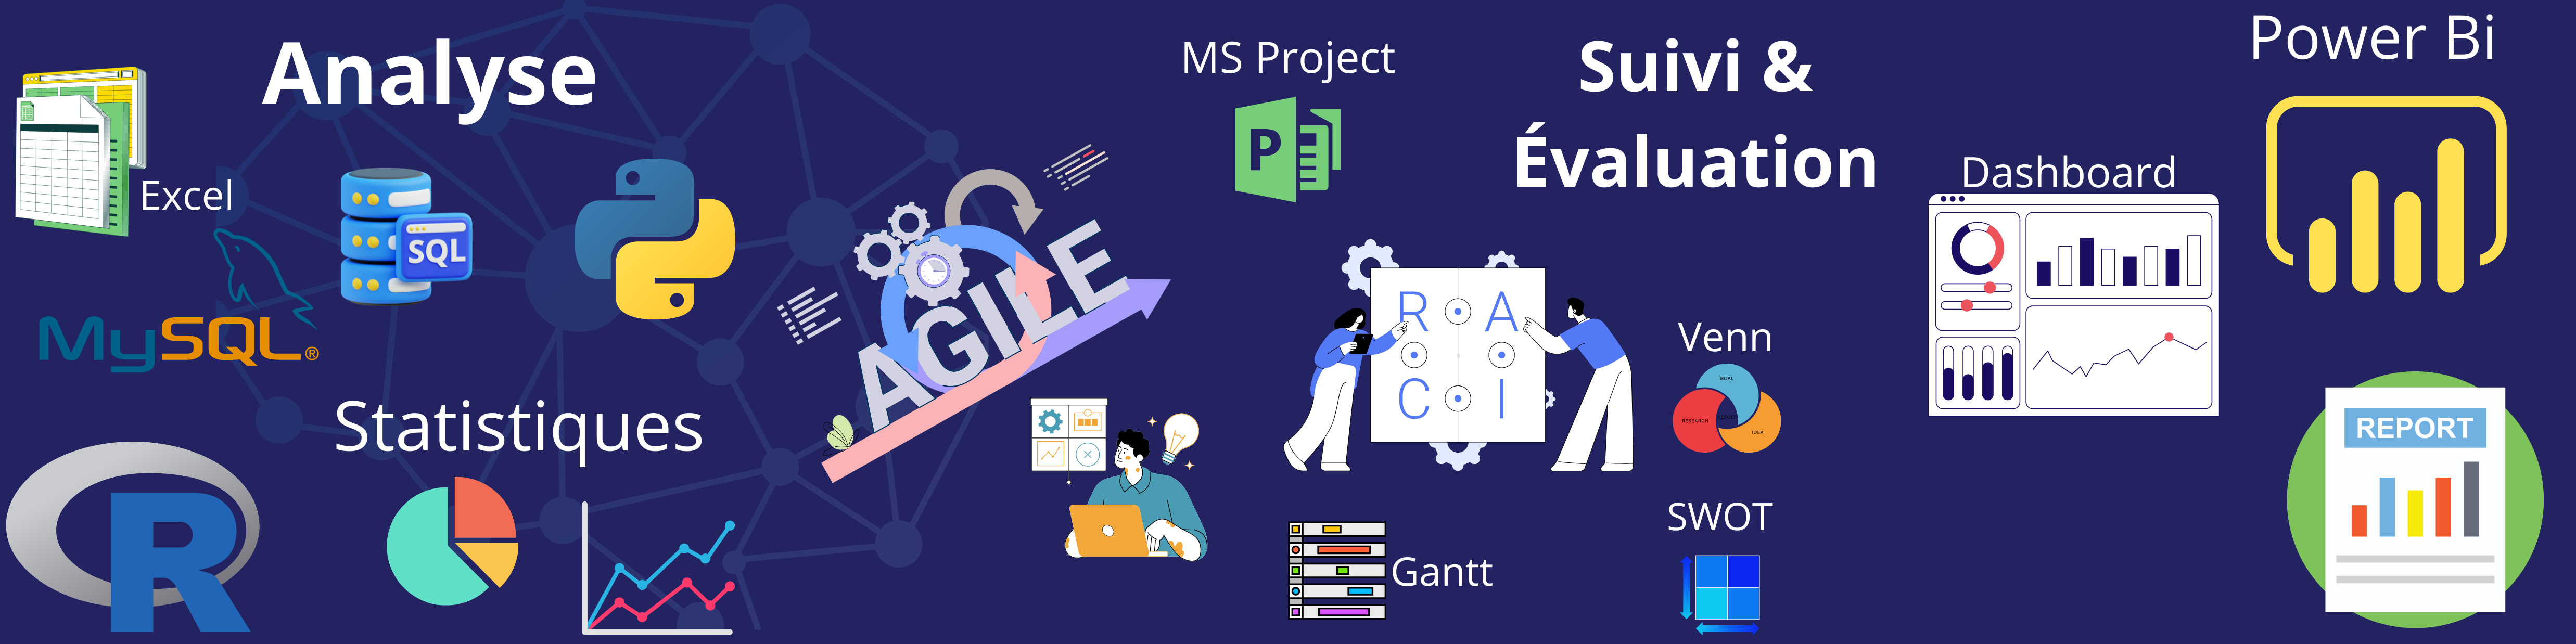 Analyse
Excel
SQL
MySQL®
Statistiques
R
AGILE
MS Project
P
Suivi &
Évaluation
R A
C I
Venn
GOAL
RESEARCH
IDEA
SWOT
Gantt
Dashboard
Power Bi
REPORT